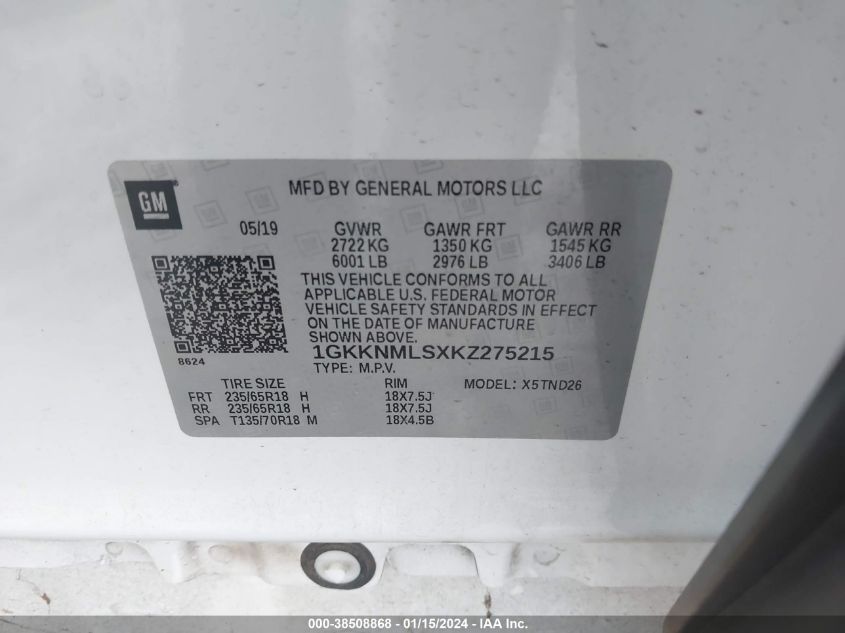 GM
MFD BY GENERAL MOTORS LLC
05/19 GVWR GAWR FRT GAWR RR
2722 KG 1350 KG 1545 KG
6001 LB 2976 LB 3406 LB
THIS VEHICLE CONFORMS TO ALL
APPLICABLE U.S. FEDERAL MOTOR
VEHICLE SAFETY STANDARDS IN EFFECT
ON THE DATE OF MANUFACTURE
SHOWN ABOVE.
8624
1GKKNMLSXKZ275215
TYPE: M.P.V.
TIRE SIZE RIM MODEL: X5TND26
FRT 235/65R18 H 18X7.5J
RR 235/65R18 H 18X7.5J
SPA T135/70R18 M 18X4.5B
000-38508868 - 01/15/2024 - IAA Inc.